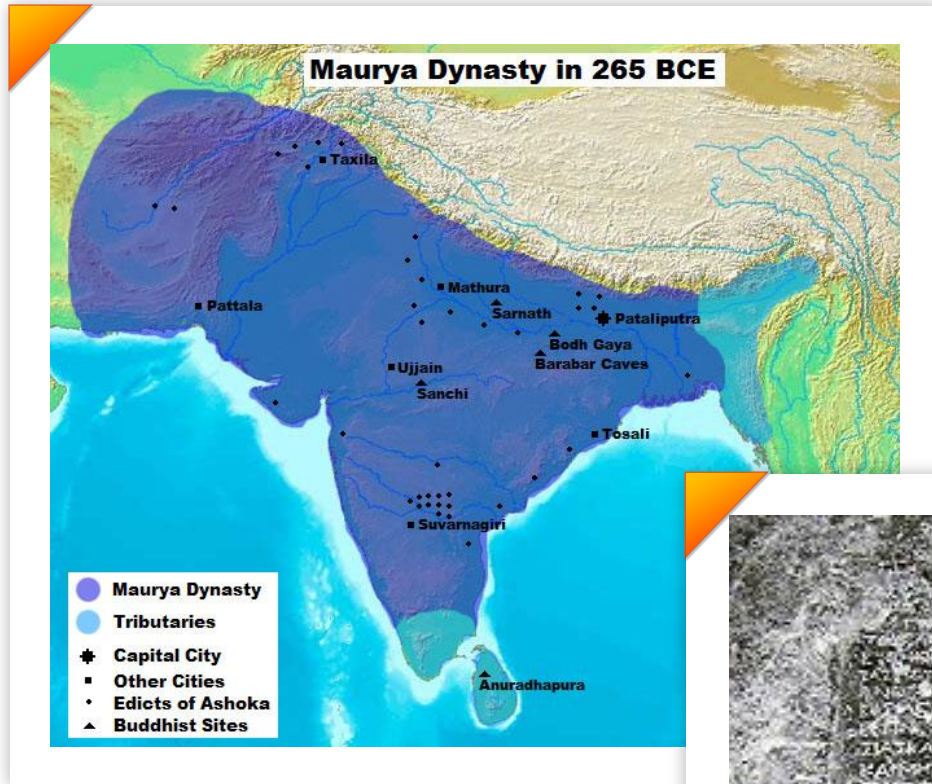 Maurya Dynasty in 265 BCE
Taxila
Mathura
Pattala
Sarnath
Pataliputra
Bodh Gaya
Barabar Caves
Ujjain
Sanchi
Tosali
Suvarnagiri
Maurya Dynasty
Tributaries
Capital City
Other Cities
Edicts of Ashoka
Buddhist Sites
Anuradhapura